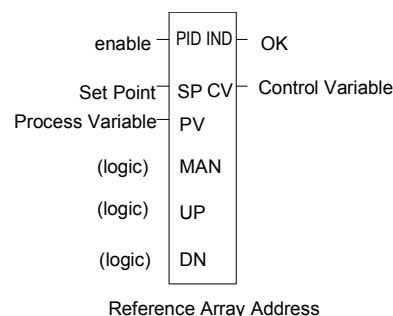 enable PID IND OK
Set Point SP CV Control Variable
Process Variable PV
(logic) MAN
(logic) UP
(logic) DN
Reference Array Address